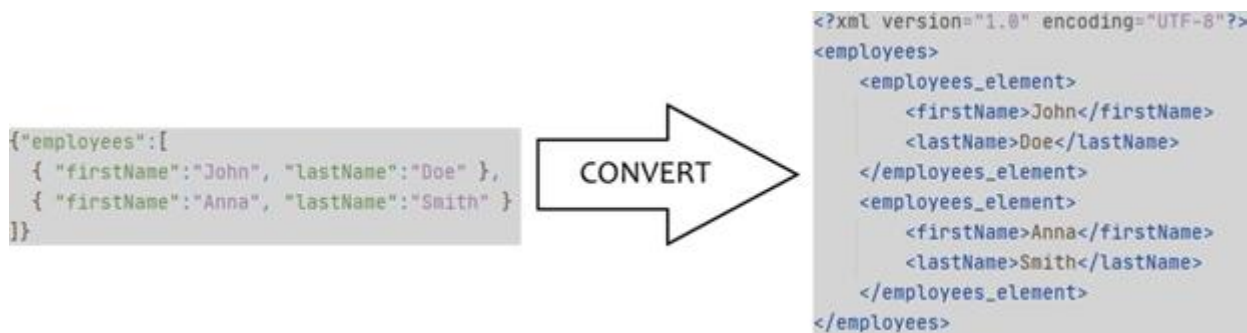 {"employees":[
{ "firstName":"John", "lastName":"Doe" },
{ "firstName":"Anna", "lastName":"Smith" }
]}
CONVERT
<?xml version="1.0" encoding="UTF-8"?>
<employees>
<employees_element>
<firstName>John</firstName>
<lastName>Doe</lastName>
</employees_element>
<employees_element>
<firstName>Anna</firstName>
<lastName>Smith</lastName>
</employees_element>
</employees>